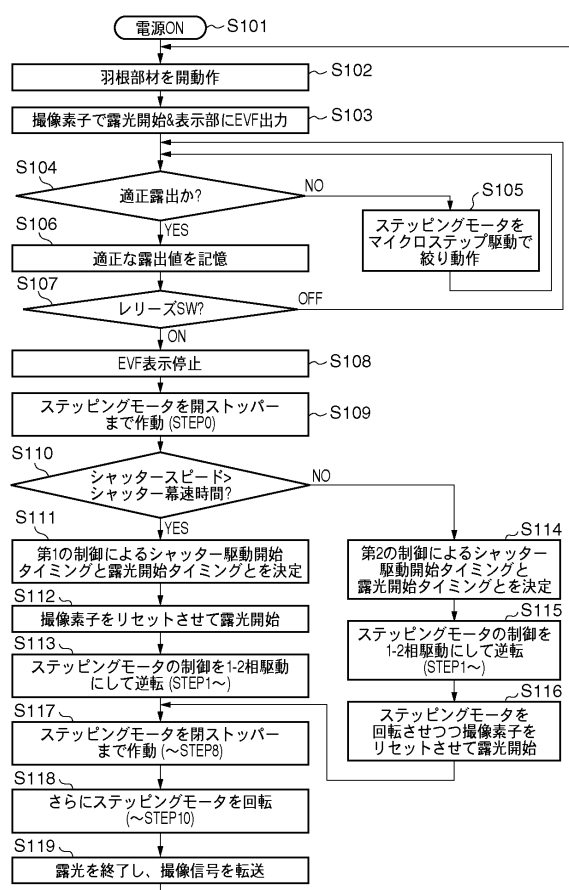 電源ON
S101
羽根部材を開動作
S102
撮像素子で露光開始&表示部にEVF出力
S103
S104
適正露出か?
NO
YES
S105
ステッピングモータを
マイクロステップ駆動で
絞り動作
S106
適正な露出値を記憶
S107
レリーズSW?
OFF
ON
EVF表示停止
S108
ステッピングモータを開ストッパー
まで作動(STEP0)
S109
S110
シャッタースピード>
シャッター幕速時間?
NO
YES
S111
第1の制御によるシャッター駆動開始
タイミングと露光開始タイミングとを決定
S112
撮像素子をリセットさせて露光開始
S113
ステッピングモータの制御を1-2相駆動
にして逆転(STEP1~)
S114
第2の制御によるシャッター
駆動開始タイミングと
露光開始タイミングとを決定
S115
ステッピングモータの制御を
1-2相駆動にして逆転
(STEP1~)
S116
ステッピングモータを
回転させつつ撮像素子を
リセットさせて露光開始
S117
ステッピングモータを閉ストッパー
まで作動(~STEP8)
S118
さらにステッピングモータを回転
(~STEP10)
S119
露光を終了し、撮像信号を転送